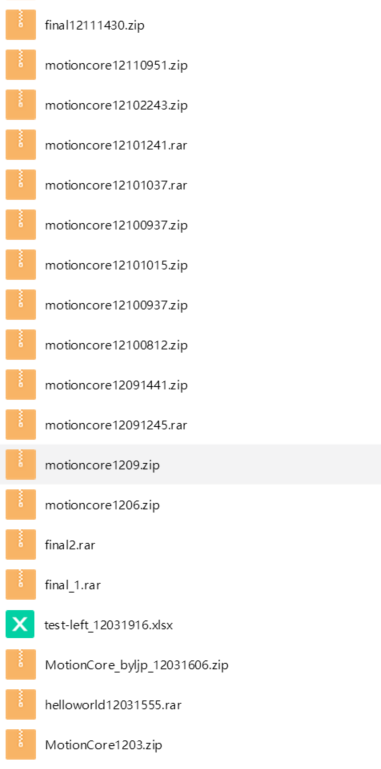 final12111430.zip
motioncore12110951.zip
motioncore12102243.zip
motioncore12101241.rar
motioncore12101037.rar
motioncore12100937.zip
motioncore12101015.zip
motioncore12100937.zip
motioncore12100812.zip
motioncore12091441.zip
motioncore12091245.rar
motioncore1209.zip
motioncore1206.zip
final2.rar
final_1.rar
test-left_12031916.xlsx
MotionCore_byljp_12031606.zip
helloworld12031555.rar
MotionCore1203.zip